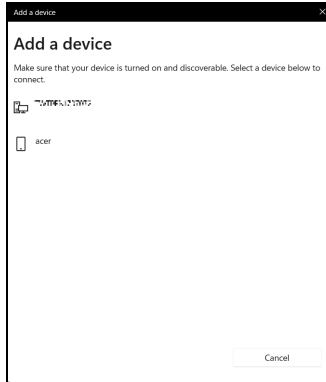 Add a device
Add a device
Make sure that your device is turned on and discoverable. Select a device below to
connect.
acer
Cancel